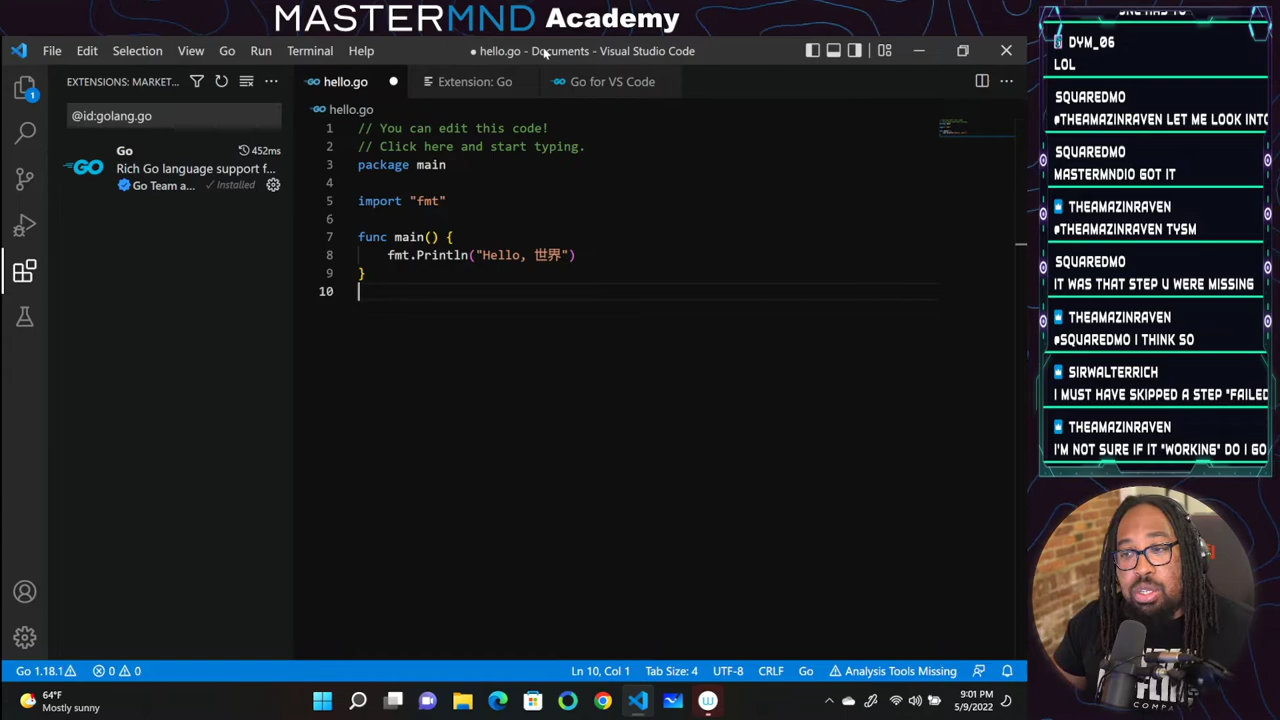 MASTERMND Academy
File Edit Selection View Go Run Terminal Help
● hello.go - Documents - Visual Studio Code
EXTENSIONS: MARKET...
@id:golang.go
Go 452ms
Rich Go language support f...
Go Team a... ✓ Installed
1
hello.go ●
Extension: Go
Go for VS Code
hello.go
1 // You can edit this code!
2 // Click here and start typing.
3 package main
4
5 import "fmt"
6
7 func main() {
8 fmt.Println("Hello, 世界")
9 }
10
Go 1.18.1 0 0
Ln 10, Col 1 Tab Size: 4 UTF-8 CRLF Go Analysis Tools Missing
64°F
Mostly sunny
9:01 PM
5/9/2022
SHE HAS TO
DYM_06
LOL
SQUAREDMO
@THEAMAZINRAVEN LET ME LOOK INTO
SQUAREDMO
MASTERMNDIO GOT IT
THEAMAZINRAVEN
@THEAMAZINRAVEN TYSM
SQUAREDMO
IT WAS THAT STEP U WERE MISSING
THEAMAZINRAVEN
@SQUAREDMO I THINK SO
SIRWALTERRICH
I MUST HAVE SKIPPED A STEP "FAILED
THEAMAZINRAVEN
I'M NOT SURE IF IT "WORKING" DO I GO